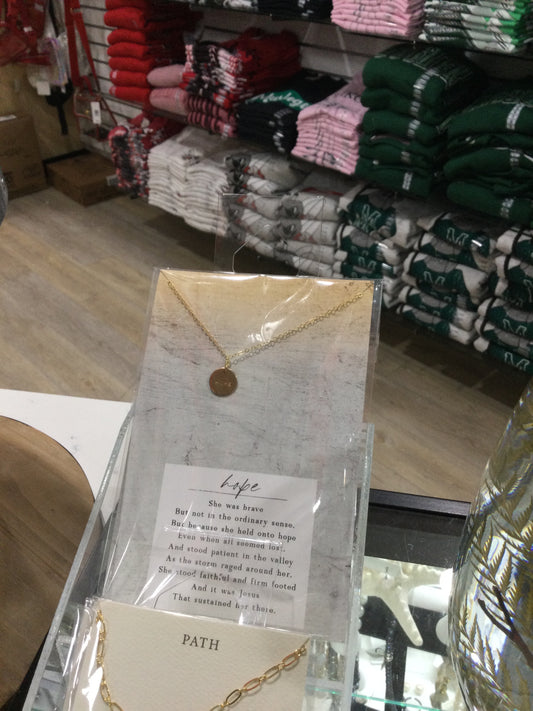 hope
She was brave
But not in the ordinary sense.
But because she held onto hope
Even when all seemed lost.
And stood patient in the valley
As the storm raged around her.
She stood faithful and firm footed
And it was Jesus
That sustained her there.
PATH